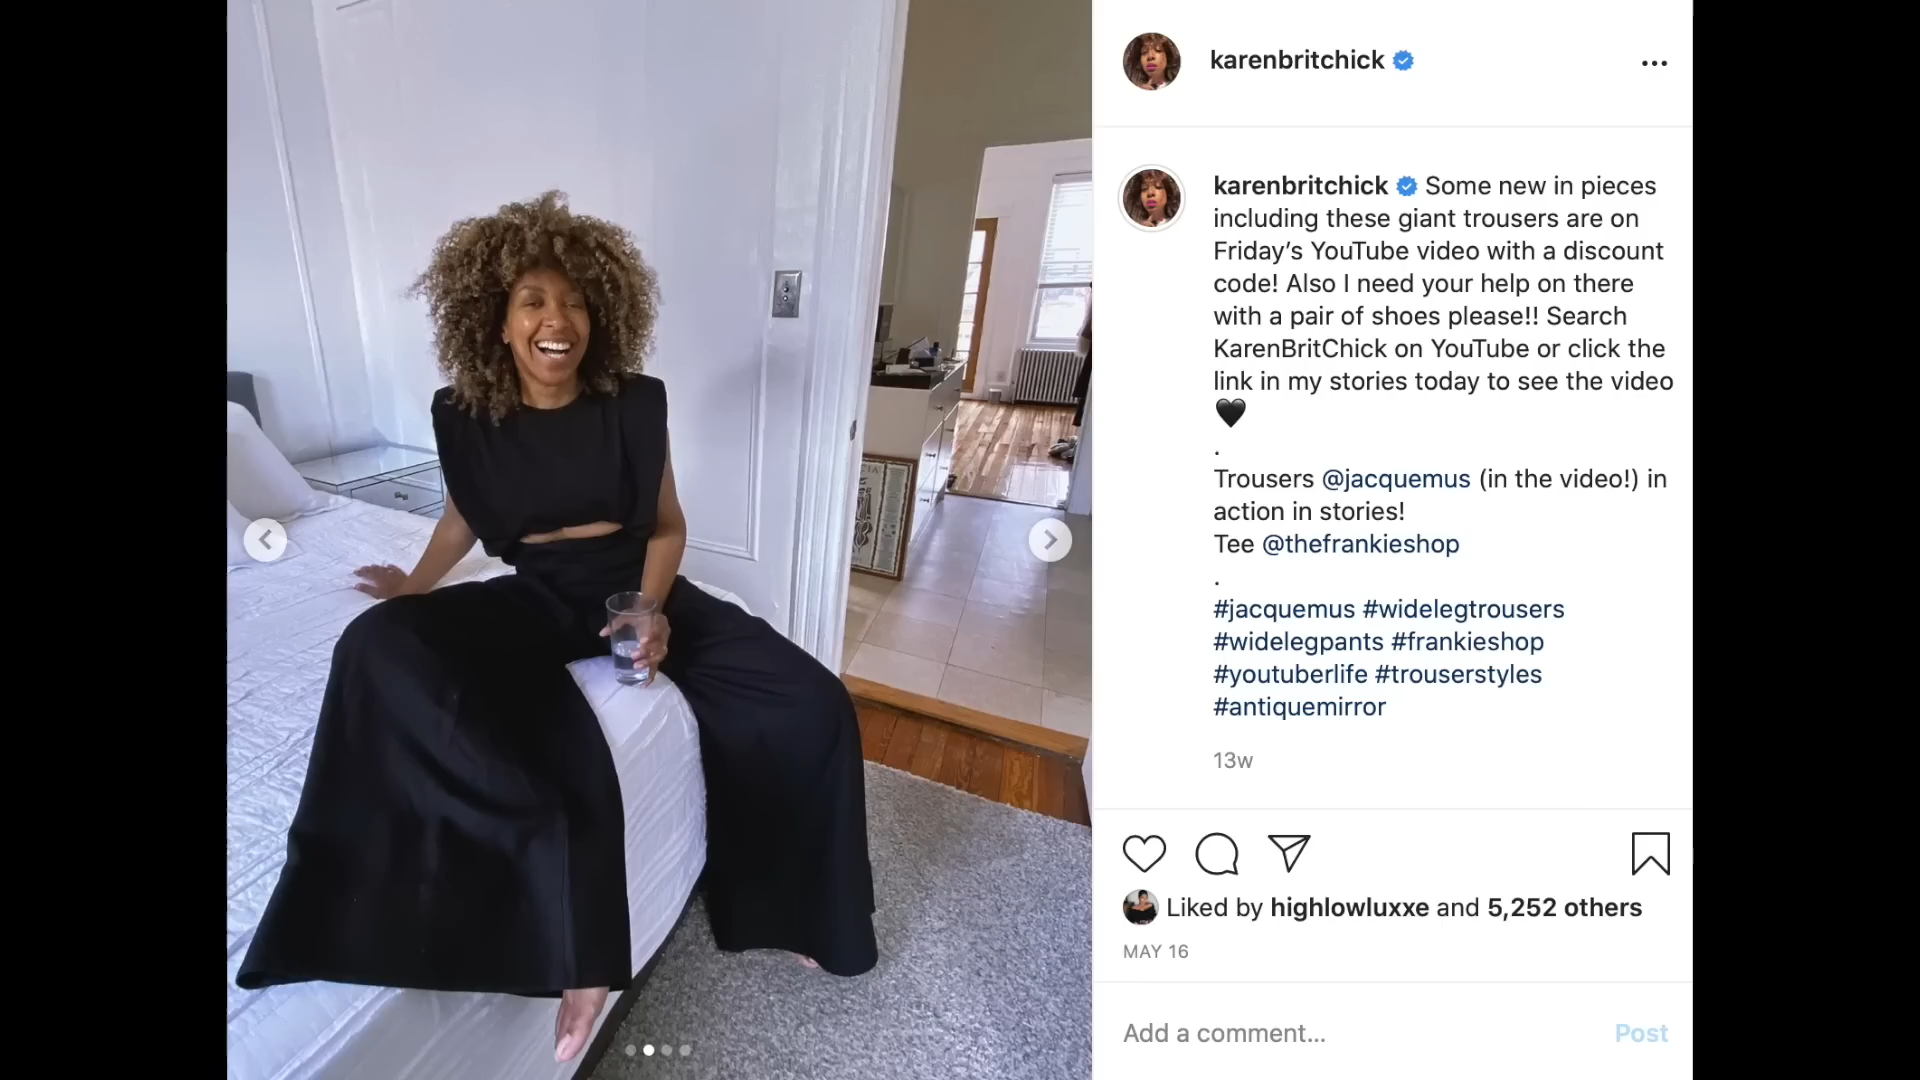 karenbritchick
karenbritchick Some new in pieces
including these giant trousers are on
Friday’s YouTube video with a discount
code! Also I need your help on there
with a pair of shoes please!! Search
KarenBritChick on YouTube or click the
link in my stories today to see the video
🖤
.
Trousers @jacquemus (in the video!) in
action in stories!
Tee @thefrankieshop
.
#jacquemus #widelegtrousers
#widelegpants #frankieshop
#youtuberlife #trouserstyles
#antiquemirror
13w
Liked by highlowluxxe and 5,252 others
MAY 16
Add a comment... Post